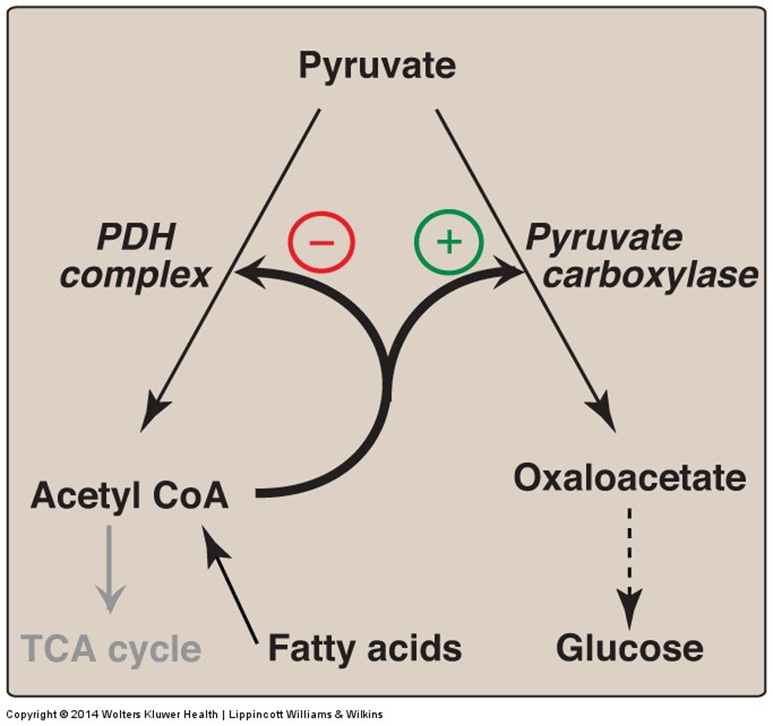 Pyruvate
PDH
complex
−
+
Pyruvate
carboxylase
Acetyl CoA
Oxaloacetate
TCA cycle
Fatty acids
Glucose
Copyright © 2014 Wolters Kluwer Health | Lippincott Williams & Wilkins